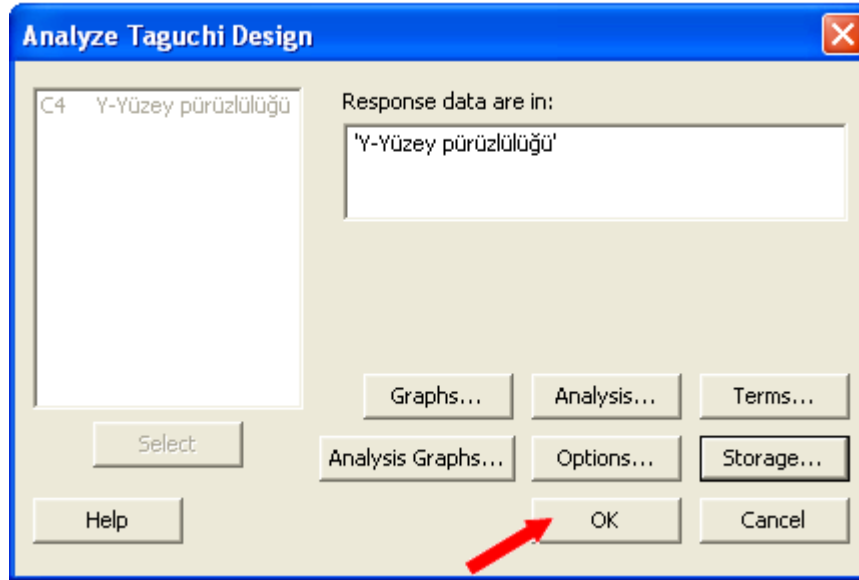 Analyze Taguchi Design
C4 Y-Yüzey pürüzlülüğü
Response data are in:
'Y-Yüzey pürüzlülüğü'
Graphs... Analysis... Terms...
Select
Analysis Graphs... Options... Storage...
Help OK Cancel